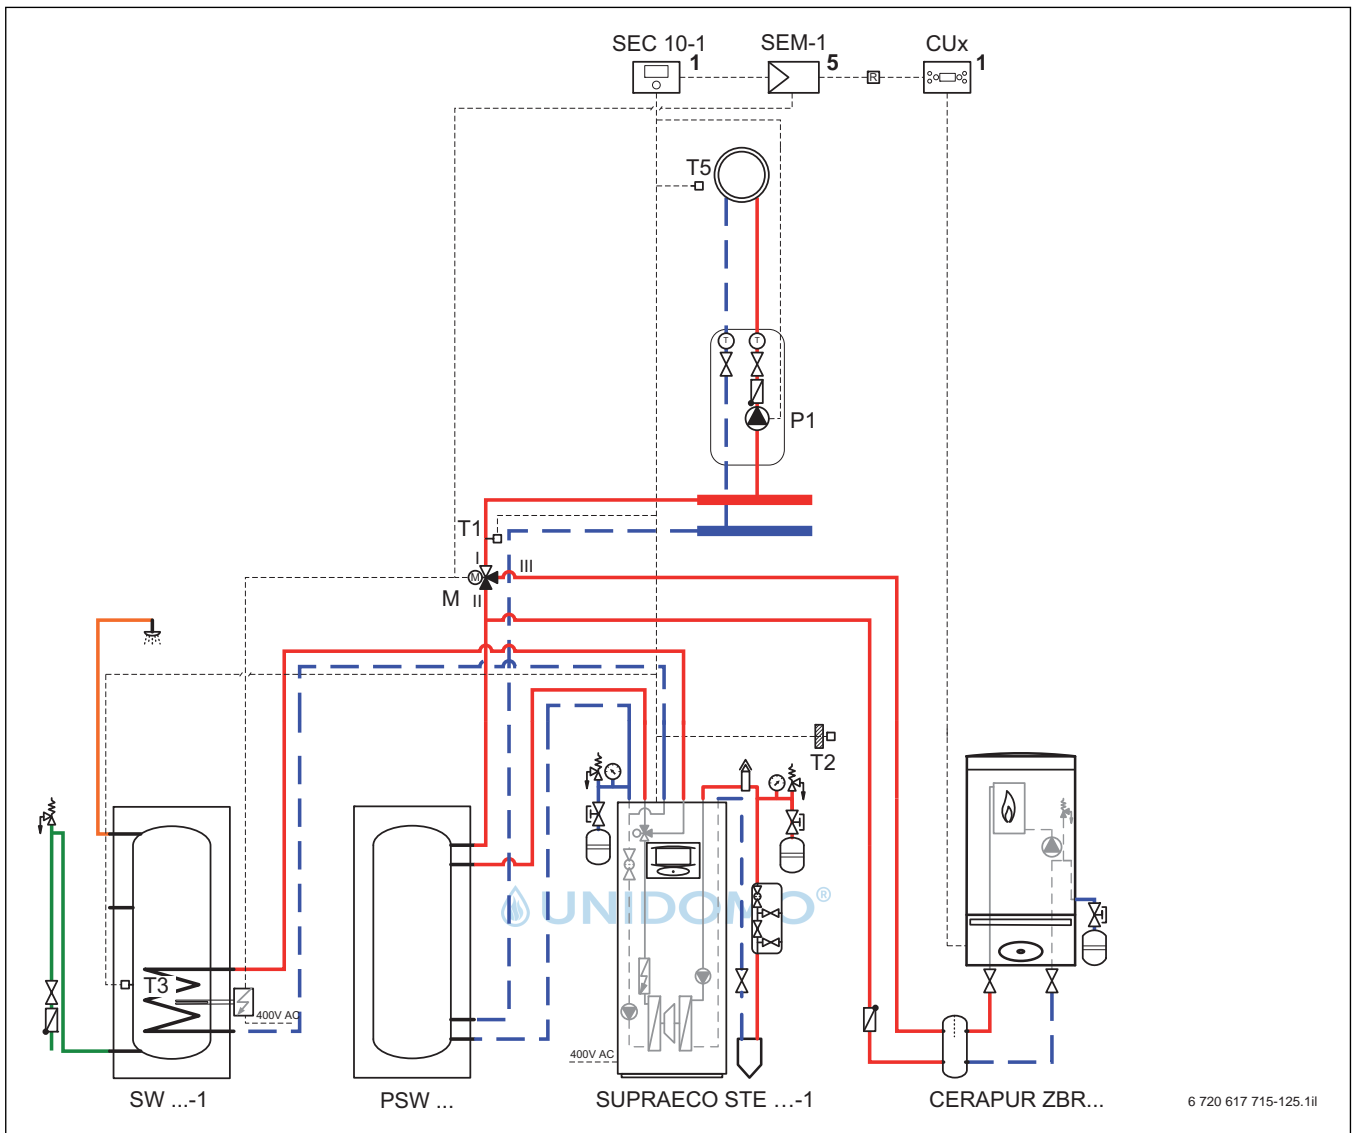 SEC 10-1
SEM-1
CUx
1
5
1
R
T5
T
T
P1
T1
I
III
M
M
II
T2
UNIDOMO®
T3
400V AC
400V AC
SW ...-1
PSW ...
SUPRAECO STE ...-1
CERAPUR ZBR...
6 720 617 715-125.1il